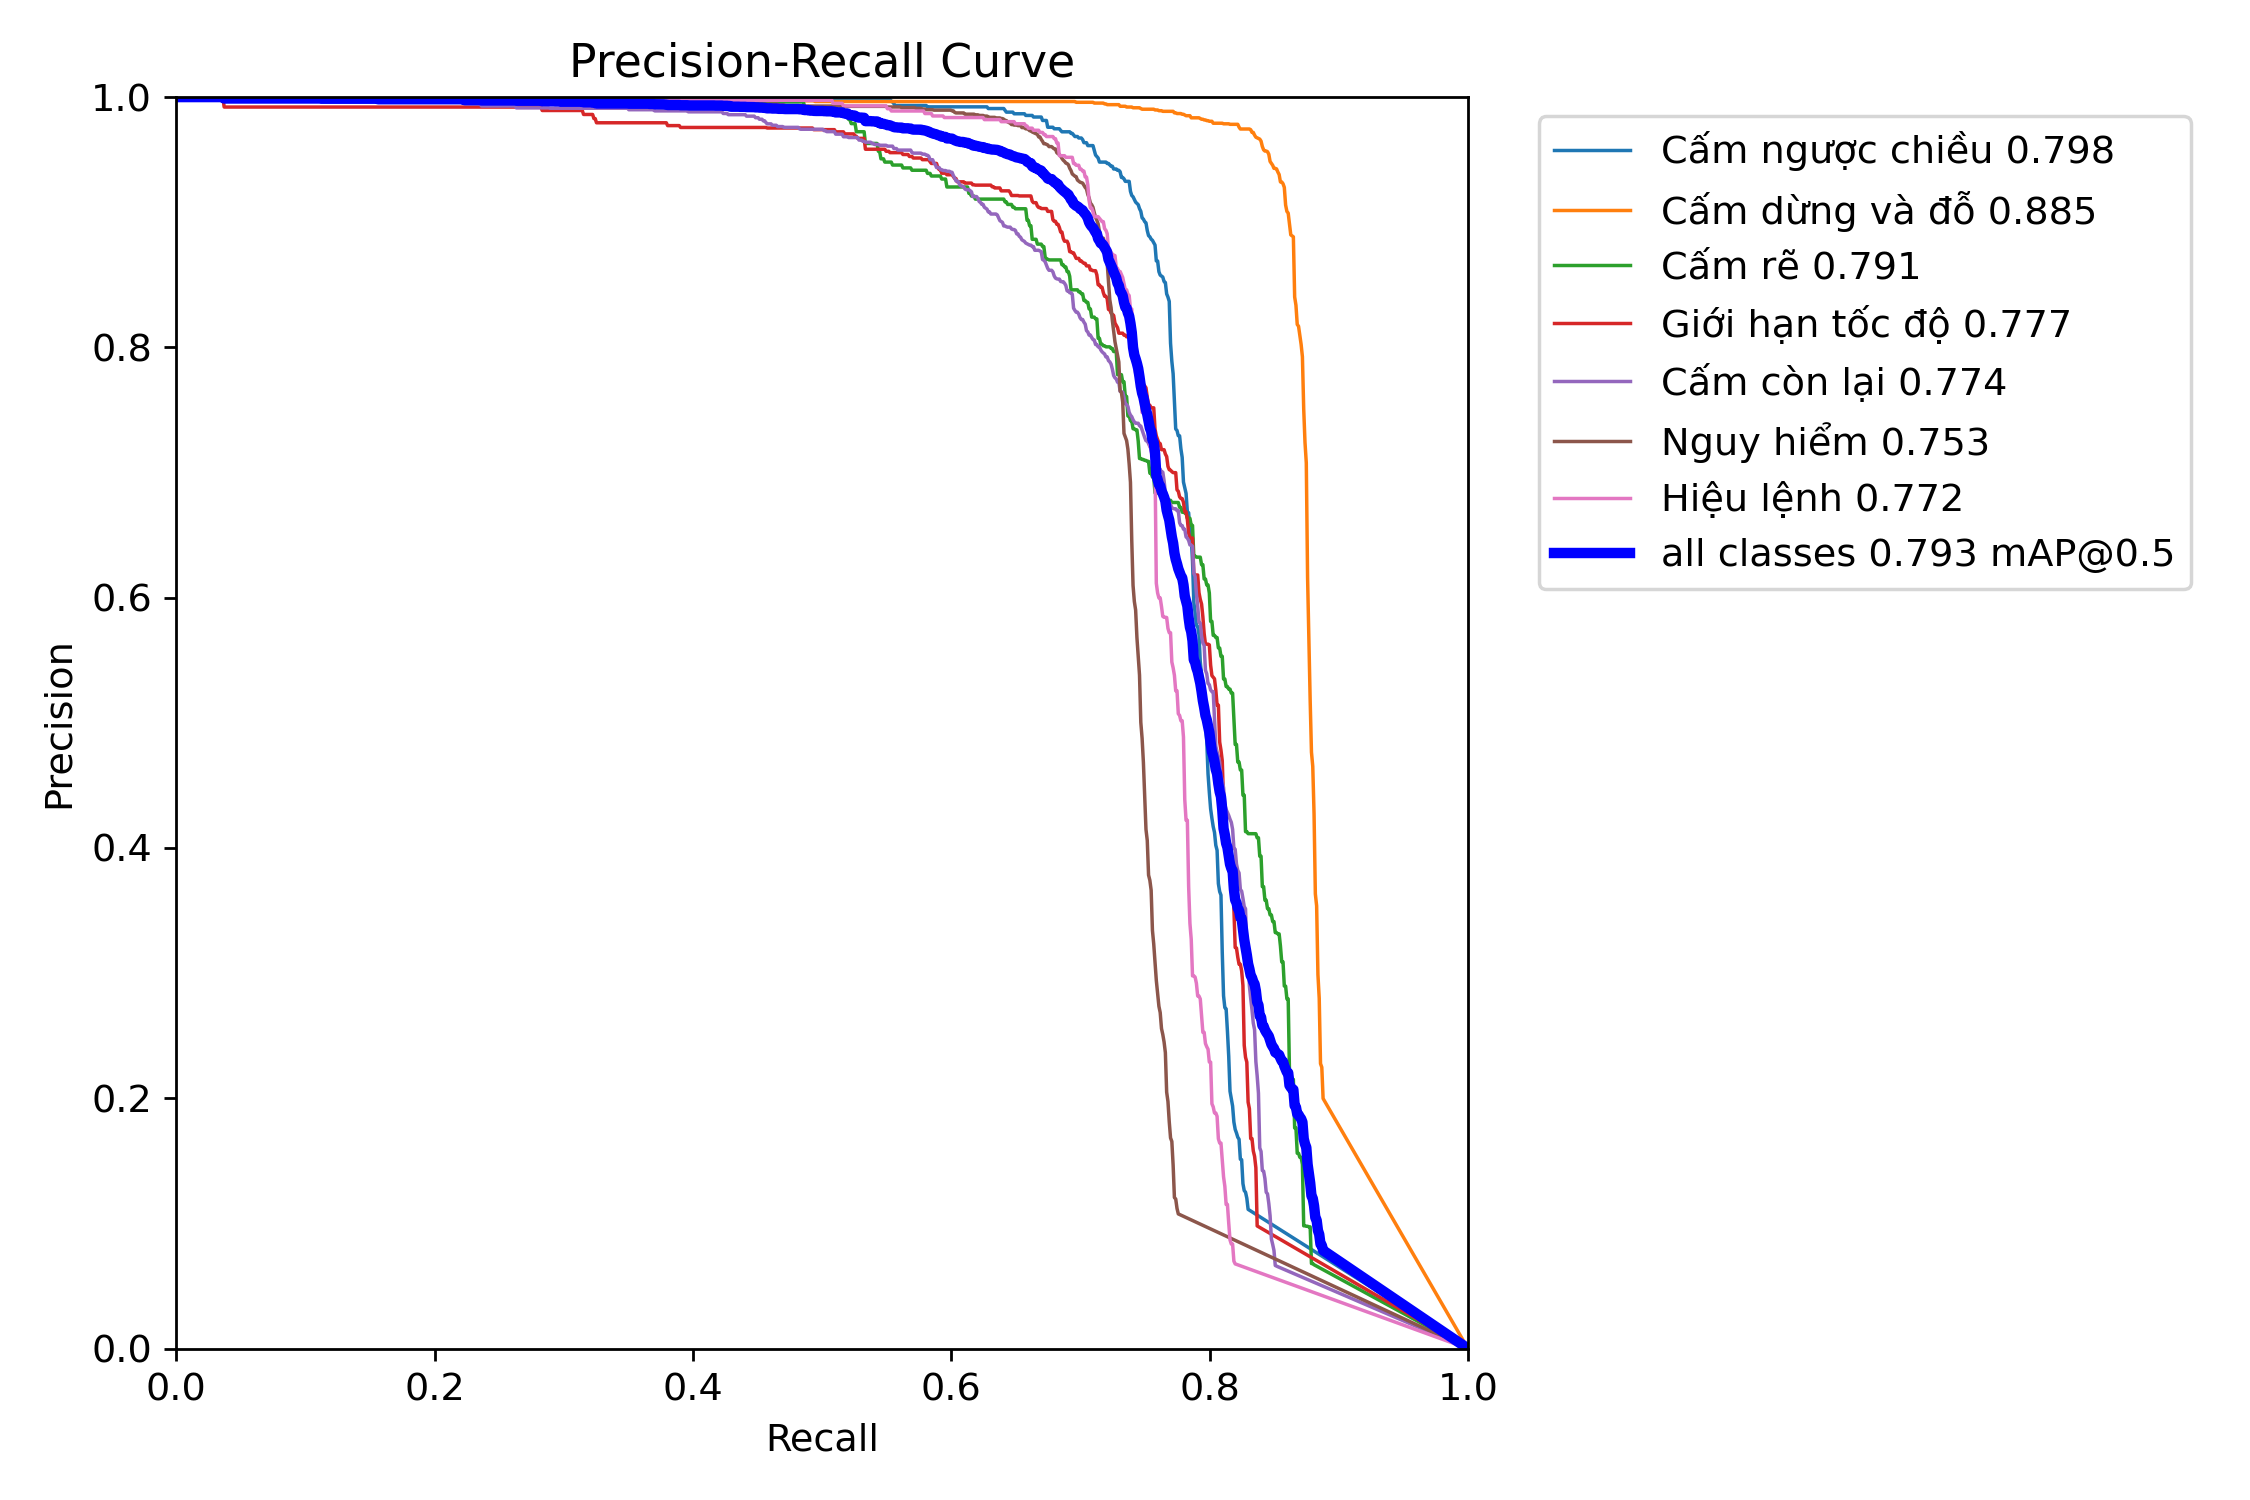 Precision-Recall Curve
Precision
1.0
0.8
0.6
0.4
0.2
0.0
0.0 0.2 0.4 0.6 0.8 1.0
Recall
Cấm ngược chiều 0.798
Cấm dừng và đỗ 0.885
Cấm rẽ 0.791
Giới hạn tốc độ 0.777
Cấm còn lại 0.774
Nguy hiểm 0.753
Hiệu lệnh 0.772
all classes 0.793 mAP@0.5